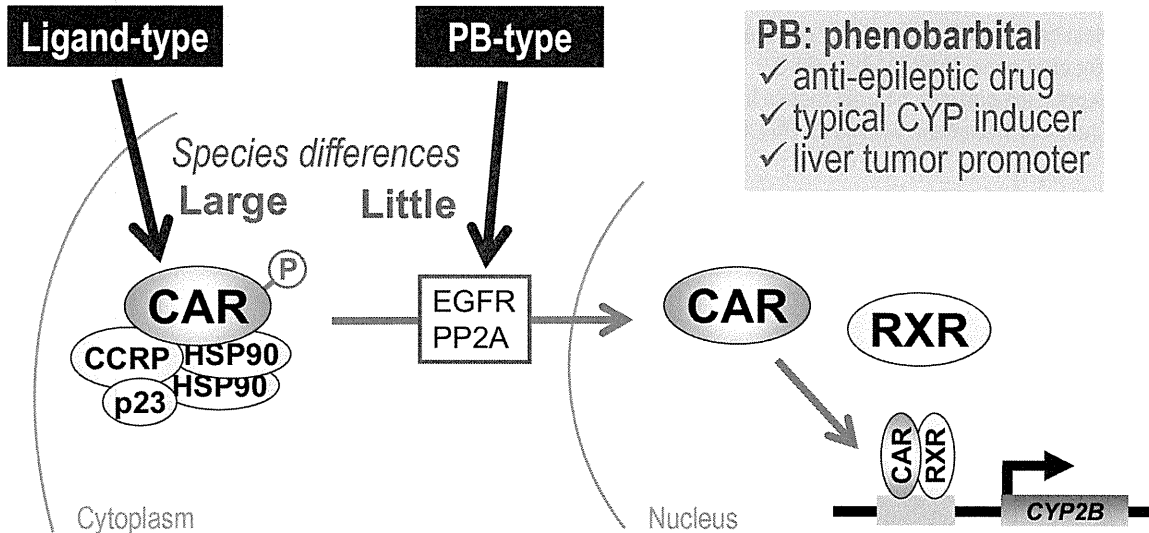 Ligand-type
PB-type
PB: phenobarbital
✓ anti-epileptic drug
✓ typical CYP inducer
✓ liver tumor promoter
Species differences
Large
Little
P
CAR
CCRP
HSP90
HSP90
p23
EGFR
PP2A
CAR
RXR
CAR
RXR
CYP2B
Cytoplasm
Nucleus